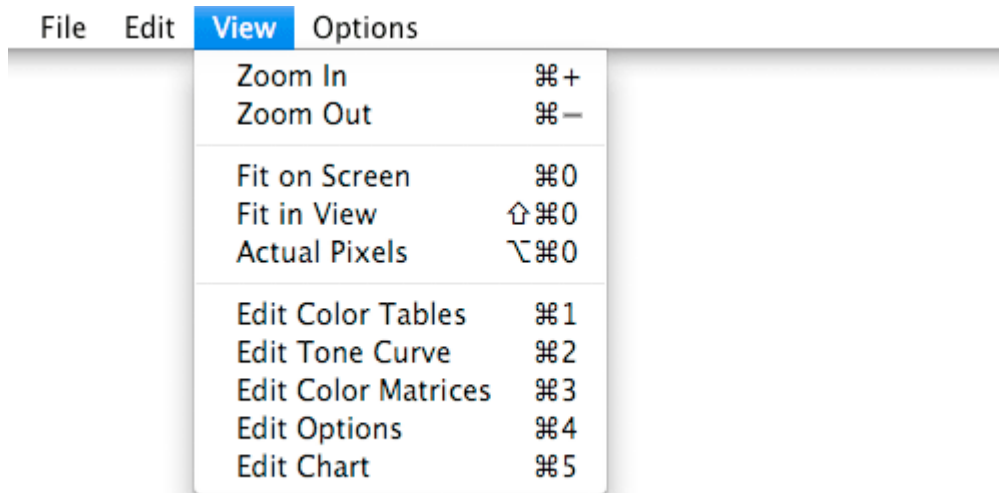 File Edit View Options
Zoom In ⌘+
Zoom Out ⌘−
Fit on Screen ⌘0
Fit in View ⇧⌘0
Actual Pixels ⌥⌘0
Edit Color Tables ⌘1
Edit Tone Curve ⌘2
Edit Color Matrices ⌘3
Edit Options ⌘4
Edit Chart ⌘5